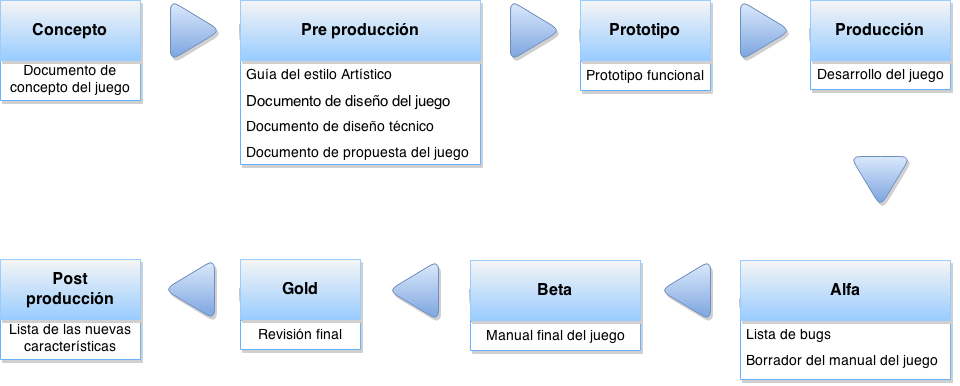 Concepto
Documento de
concepto del juego
Pre producción
Guía del estilo Artístico
Documento de diseño del juego
Documento de diseño técnico
Documento de propuesta del juego
Prototipo
Prototipo funcional
Producción
Desarrollo del juego
Alfa
Lista de bugs
Borrador del manual del juego
Beta
Manual final del juego
Gold
Revisión final
Post
producción
Lista de las nuevas
características